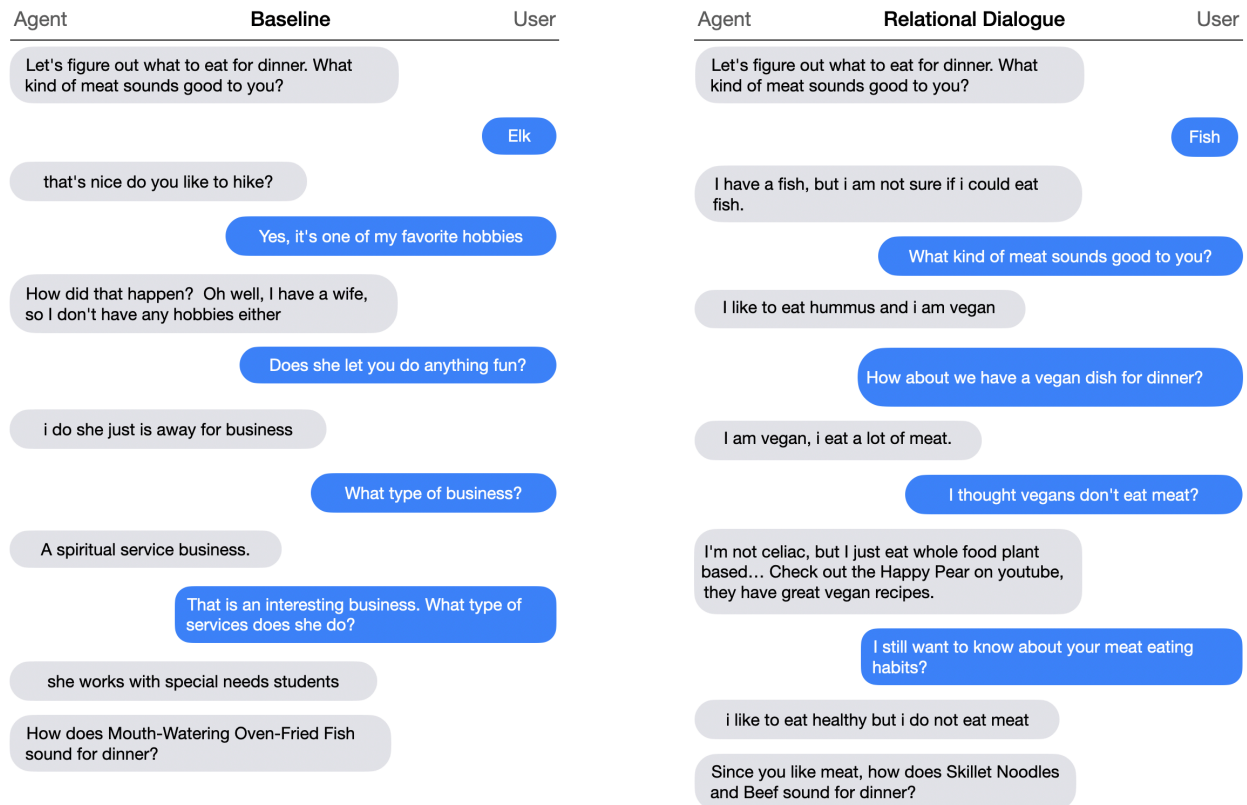 Agent Baseline User
Let's figure out what to eat for dinner. What
kind of meat sounds good to you?
Elk
that's nice do you like to hike?
Yes, it's one of my favorite hobbies
How did that happen?  Oh well, I have a wife,
so I don't have any hobbies either
Does she let you do anything fun?
i do she just is away for business
What type of business?
A spiritual service business.
That is an interesting business. What type of
services does she do?
she works with special needs students
How does Mouth-Watering Oven-Fried Fish
sound for dinner?
Agent Relational Dialogue User
Let's figure out what to eat for dinner. What
kind of meat sounds good to you?
Fish
I have a fish, but i am not sure if i could eat
fish.
What kind of meat sounds good to you?
I like to eat hummus and i am vegan
How about we have a vegan dish for dinner?
I am vegan, i eat a lot of meat.
I thought vegans don't eat meat?
I'm not celiac, but I just eat whole food plant
based… Check out the Happy Pear on youtube,
they have great vegan recipes.
I still want to know about your meat eating
habits?
i like to eat healthy but i do not eat meat
Since you like meat, how does Skillet Noodles
and Beef sound for dinner?